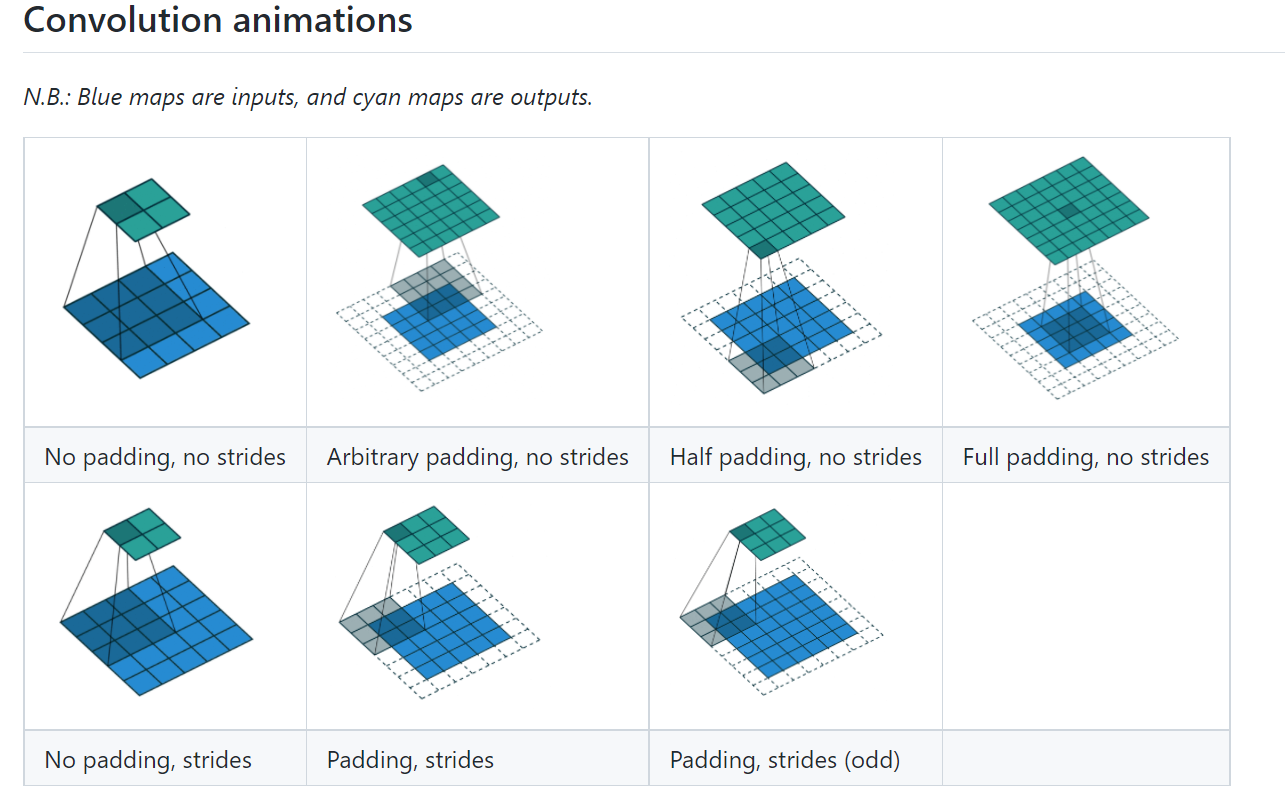 Convolution animations
N.B.: Blue maps are inputs, and cyan maps are outputs.
No padding, no strides
Arbitrary padding, no strides
Half padding, no strides
Full padding, no strides
No padding, strides
Padding, strides
Padding, strides (odd)